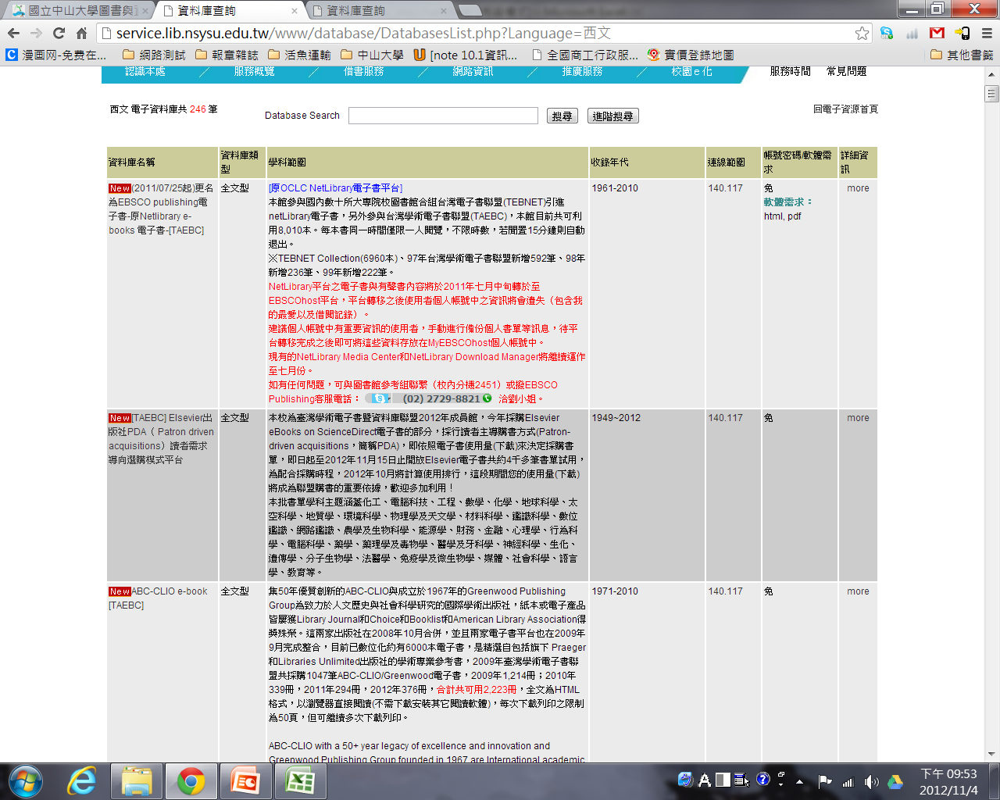 國立中山大學圖書與
資料庫查詢
資料庫查詢
service.lib.nsysu.edu.tw/www/database/DatabasesList.php?Language=西文
漫画网-免费在...
網路測試
報章雜誌
活魚運輸
中山大學
[note 10.1資訊...
全國商工行政服...
實價登錄地圖
其他書籤
認識本處
服務概覽
借書服務
網路資訊
推廣服務
校園e化
服務時間
常見問題
西文 電子資料庫共 246 筆
Database Search
搜尋
進階搜尋
回電子資源首頁
資料庫名稱
資料庫類
型
學科範圍
收錄年代
連線範圍
帳號密碼/軟體需
求
詳細資
訊
New(2011/07/25起)更名
為EBSCO publishing電
子書-原Netlibrary e-
books 電子書-[TAEBC]
全文型
[原OCLC NetLibrary電子書平台]
本館參與國內數十所大專院校圖書館合組台灣電子書聯盟(TEBNET)引進
netLibrary電子書，另外參與台灣學術電子書聯盟(TAEBC)，本館目前共可利
用8,010本。每本書同一時間僅限一人閱覽，不限時數，若閒置15分鐘則自動
退出。
※TEBNET Collection(6960本)、97年台灣學術電子書聯盟新增592筆、98年
新增236筆、99年新增222筆。
NetLibrary平台之電子書與有聲書內容將於2011年七月中旬轉於至
EBSCOhost平台，平台轉移之後使用者個人帳號中之資訊將會遺失（包含我
的最愛以及借閱記錄）。
建議個人帳號中有重要資訊的使用者，手動進行備份個人書單等訊息，待平
台轉移完成之後即可將這些資料存放在MyEBSCOhost個人帳號中。
現有的NetLibrary Media Center和NetLibrary Download Manager將繼續運作
至七月份。
如有任何問題，可與圖書館參考組聯繫（校內分機2451）或撥EBSCO
Publishing客服電話： (02) 2729-8821 洽劉小姐。
1961-2010
140.117
免
軟體需求：
html, pdf
more
New[TAEBC] Elsevier出
版社PDA（ Patron driven
acquisitions）讀者需求
導向選購模式平台
全文型
本校為臺灣學術電子書暨資料庫聯盟2012年成員館，今年採購Elsevier
eBooks on ScienceDirect電子書的部分，採行讀者主導購書方式(Patron-
driven acquisitions，簡稱PDA)，即依照電子書使用量(下載)來決定採購書
單，即日起至2012年11月15日止開放Elsevier電子書共約4千多筆書單試用，
為配合採購時程，2012年10月將計算使用排行，這段期間您的使用量(下載)
將成為聯盟購書的重要依據，歡迎多加利用！
本批書單學科主題涵蓋化工、電腦科技、工程、數學、化學、地球科學、太
空科學、地質學、環境科學、物理學及天文學、材料科學、鑑識科學、數位
鑑識、網路鑑識、農學及生物科學、能源學、財務、金融、心理學、行為科
學、電腦科學、藥學、藥理學及毒物學、醫學及牙科學、神經科學、生化、
遺傳學、分子生物學、法醫學、免疫學及微生物學、媒體、社會科學、語言
學、教育等。
1949~2012
140.117
免
more
NewABC-CLIO e-book
[TAEBC]
全文型
集50年優質創新的ABC-CLIO與成立於1967年的Greenwood Publishing
Group為致力於人文歷史與社會科學研究的國際學術出版社，紙本或電子產品
皆屢獲Library Journal和Choice和Booklist和American Library Association得
獎殊榮。這兩家出版社在2008年10月合併，並且兩家電子書平台也在2009年
9月完成整合，目前已數位化約有6000本電子書，是精選自包括旗下 Praeger
和Libraries Unlimited出版社的學術專業參考書，2009年臺灣學術電子書聯
盟共採購1047筆ABC-CLIO/Greenwood電子書，2009年1,214冊；2010年
339冊，2011年294冊，2012年376冊，合計共可用2,223冊，全文為HTML
格式，以瀏覽器直接閱讀(不需下載安裝其它閱讀軟體)，每次下載列印之限制
為50頁，但可繼續多次下載列印。
ABC-CLIO with a 50+ year legacy of excellence and innovation and
Greenwood Publishing Group founded in 1967 are International academic
1971-2010
140.117
免
more
下午 09:53
2012/11/4